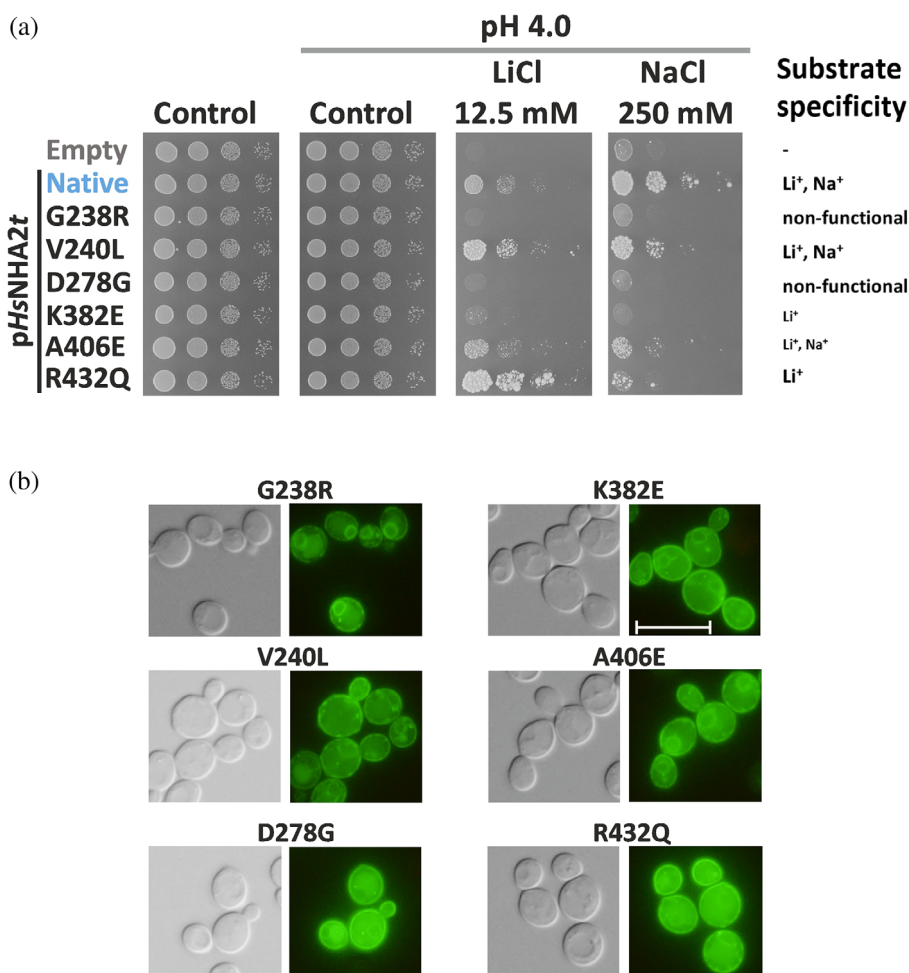 (a)
pH 4.0
LiCl NaCl Substrate
Control Control 12.5 mM 250 mM specificity
Empty -
Native Li⁺, Na⁺
G238R non-functional
V240L Li⁺, Na⁺
D278G non-functional
K382E Li⁺
A406E Li⁺, Na⁺
R432Q Li⁺
pHsNHA2t
(b)
G238R K382E
V240L A406E
D278G R432Q